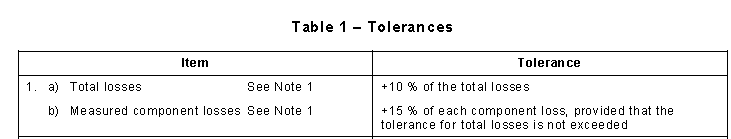 Table 1 – Tolerances
Item Tolerance
1. a) Total losses See Note 1 +10 % of the total losses
b) Measured component losses See Note 1 +15 % of each component loss, provided that the
tolerance for total losses is not exceeded